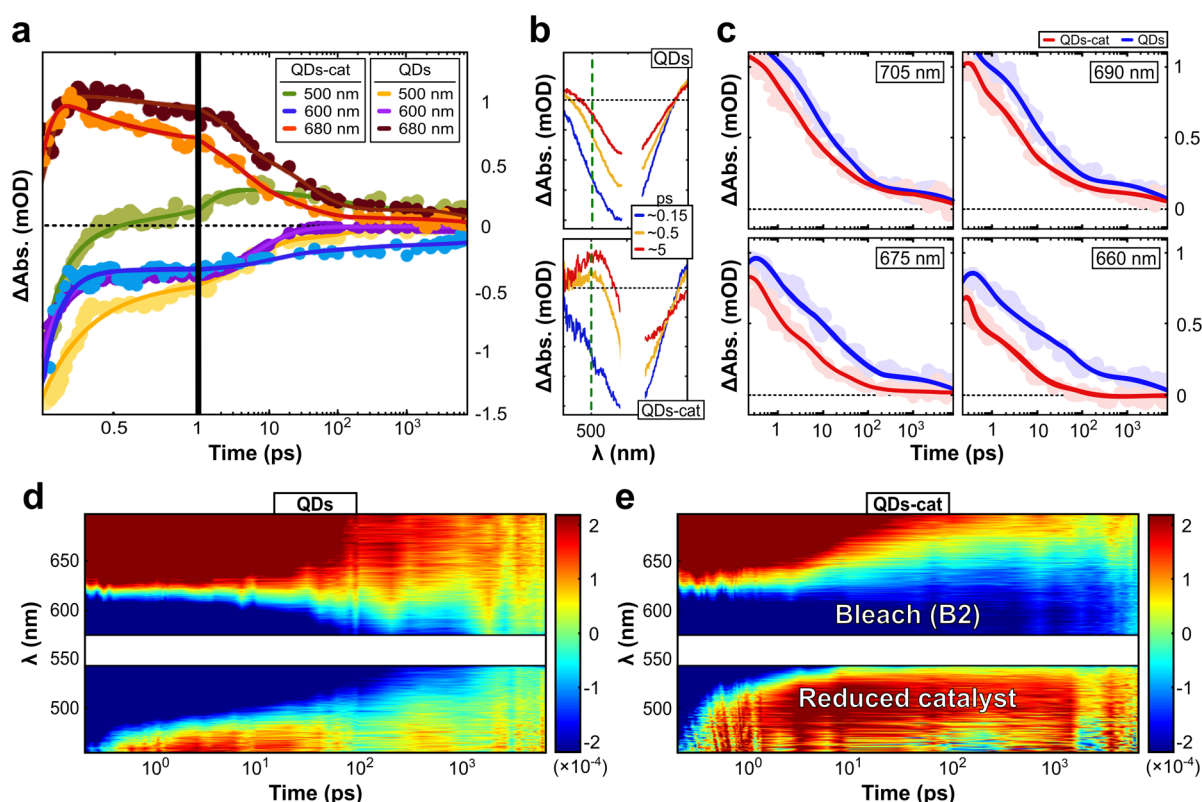 a
ΔAbs. (mOD)
QDs-cat
500 nm
600 nm
680 nm
QDs
500 nm
600 nm
680 nm
1
0.5
0
-0.5
-1
-1.5
0.5
1
10
10²
10³
Time (ps)
b
QDs
ΔAbs. (mOD)
ps
~0.15
~0.5
~5
ΔAbs. (mOD)
QDs-cat
500
λ (nm)
c
QDs-cat
QDs
ΔAbs. (mOD)
705 nm
690 nm
1
0.5
0
ΔAbs. (mOD)
675 nm
660 nm
1
0.5
0
1
10
10²
10³
1
10
10²
10³
Time (ps)
d
QDs
λ (nm)
650
600
550
500
10⁰
10¹
10²
10³
Time (ps)
2
1
0
-1
-2
(×10⁻⁴)
e
QDs-cat
Bleach (B2)
Reduced catalyst
λ (nm)
650
600
550
500
10⁰
10¹
10²
10³
Time (ps)
2
1
0
-1
-2
(×10⁻⁴)